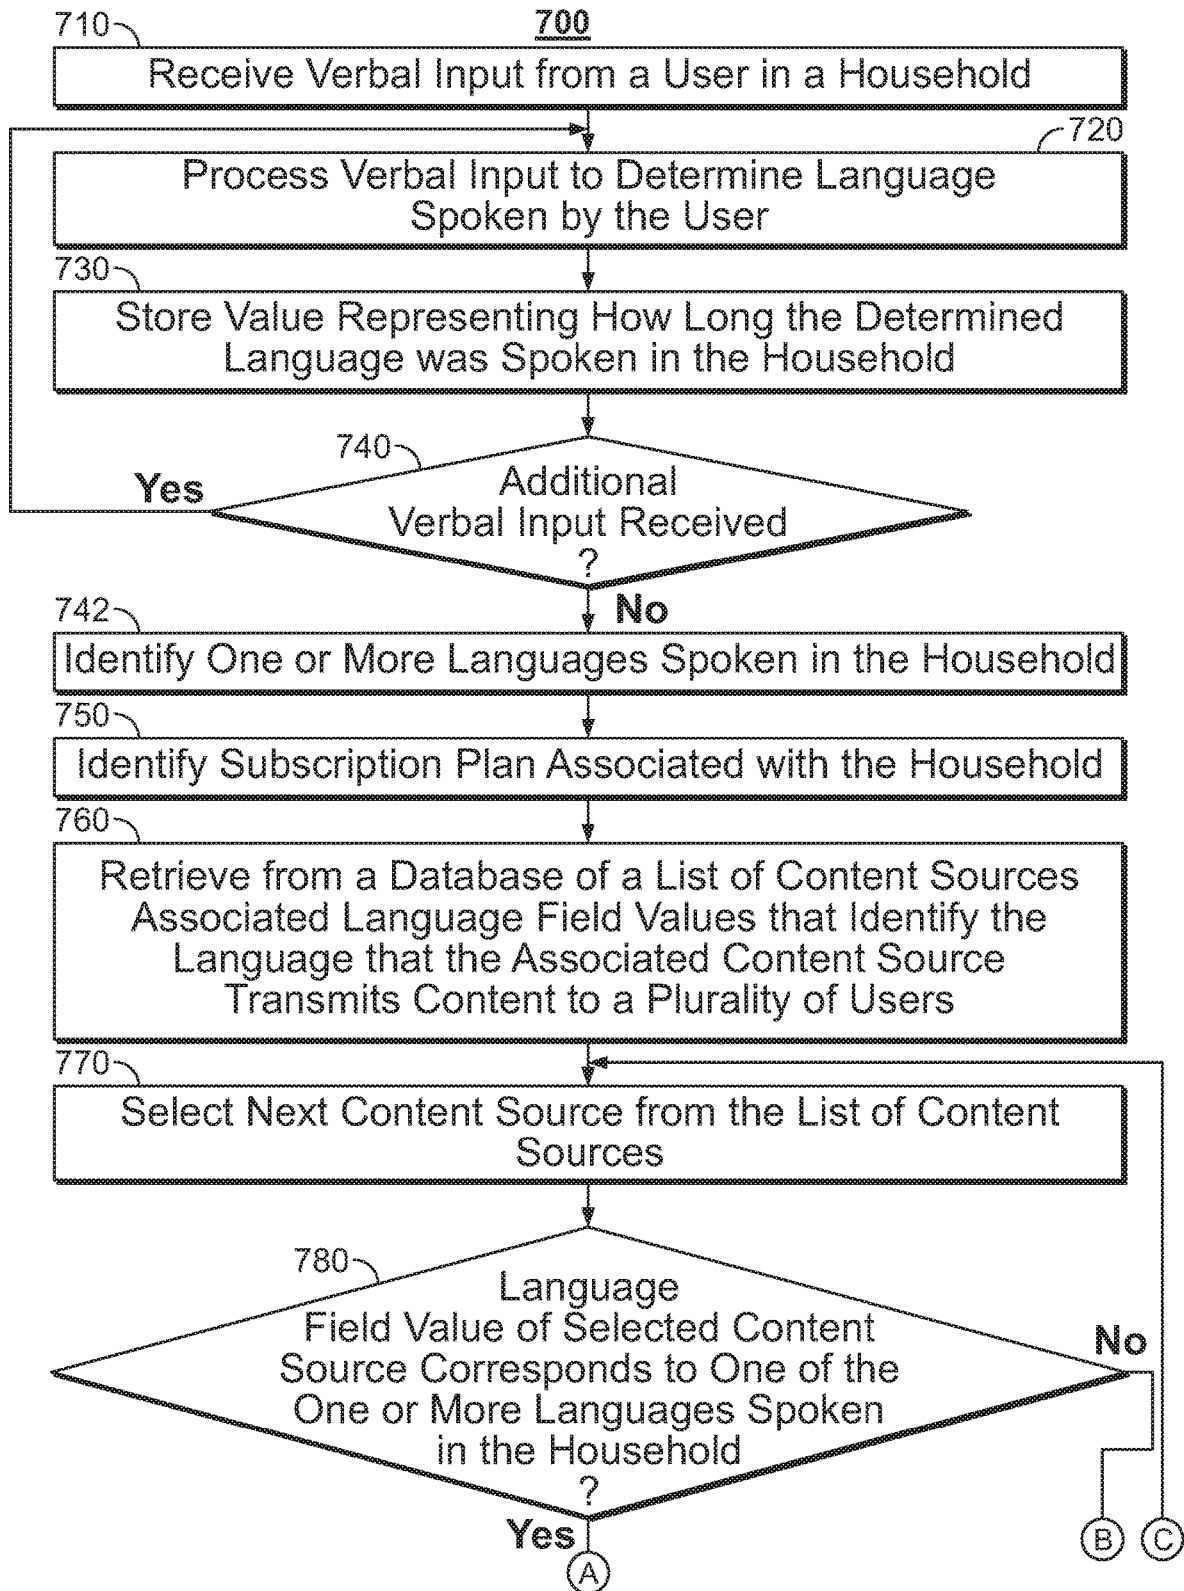 700
710
Receive Verbal Input from a User in a Household
720
Process Verbal Input to Determine Language
Spoken by the User
730
Store Value Representing How Long the Determined
Language was Spoken in the Household
740
Additional
Verbal Input Received
?
Yes
No
742
Identify One or More Languages Spoken in the Household
750
Identify Subscription Plan Associated with the Household
760
Retrieve from a Database of a List of Content Sources
Associated Language Field Values that Identify the
Language that the Associated Content Source
Transmits Content to a Plurality of Users
770
Select Next Content Source from the List of Content
Sources
780
Language
Field Value of Selected Content
Source Corresponds to One of the
One or More Languages Spoken
in the Household
?
No
Yes
A
B
C